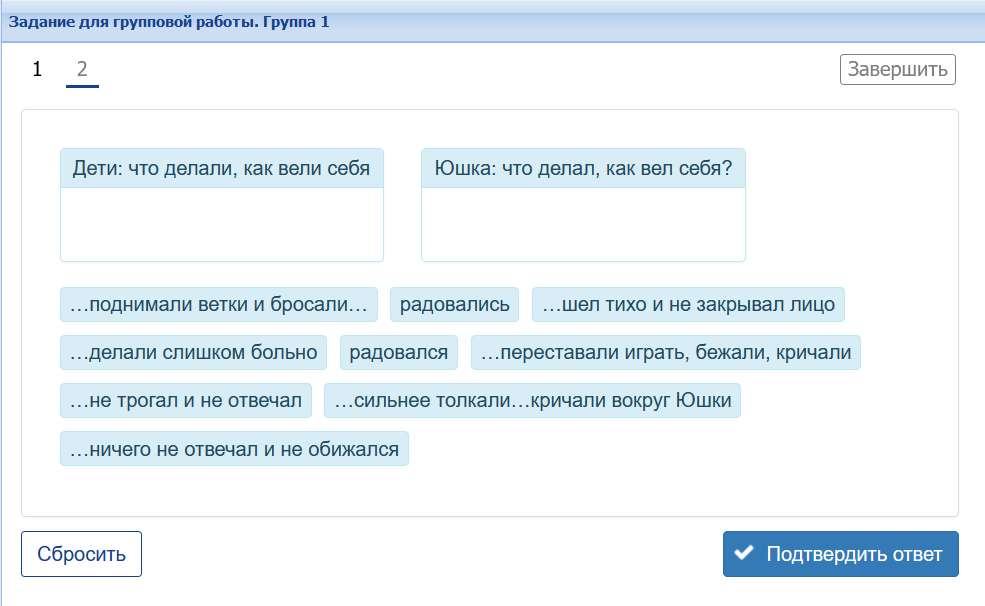 Задание для групповой работы. Группа 1
1 2 Завершить
Дети: что делали, как вели себя Юшка: что делал, как вел себя?
…поднимали ветки и бросали… радовались …шел тихо и не закрывал лицо
…делали слишком больно радовался …переставали играть, бежали, кричали
…не трогал и не отвечал …сильнее толкали…кричали вокруг Юшки
…ничего не отвечал и не обижался
Сбросить Подтвердить ответ